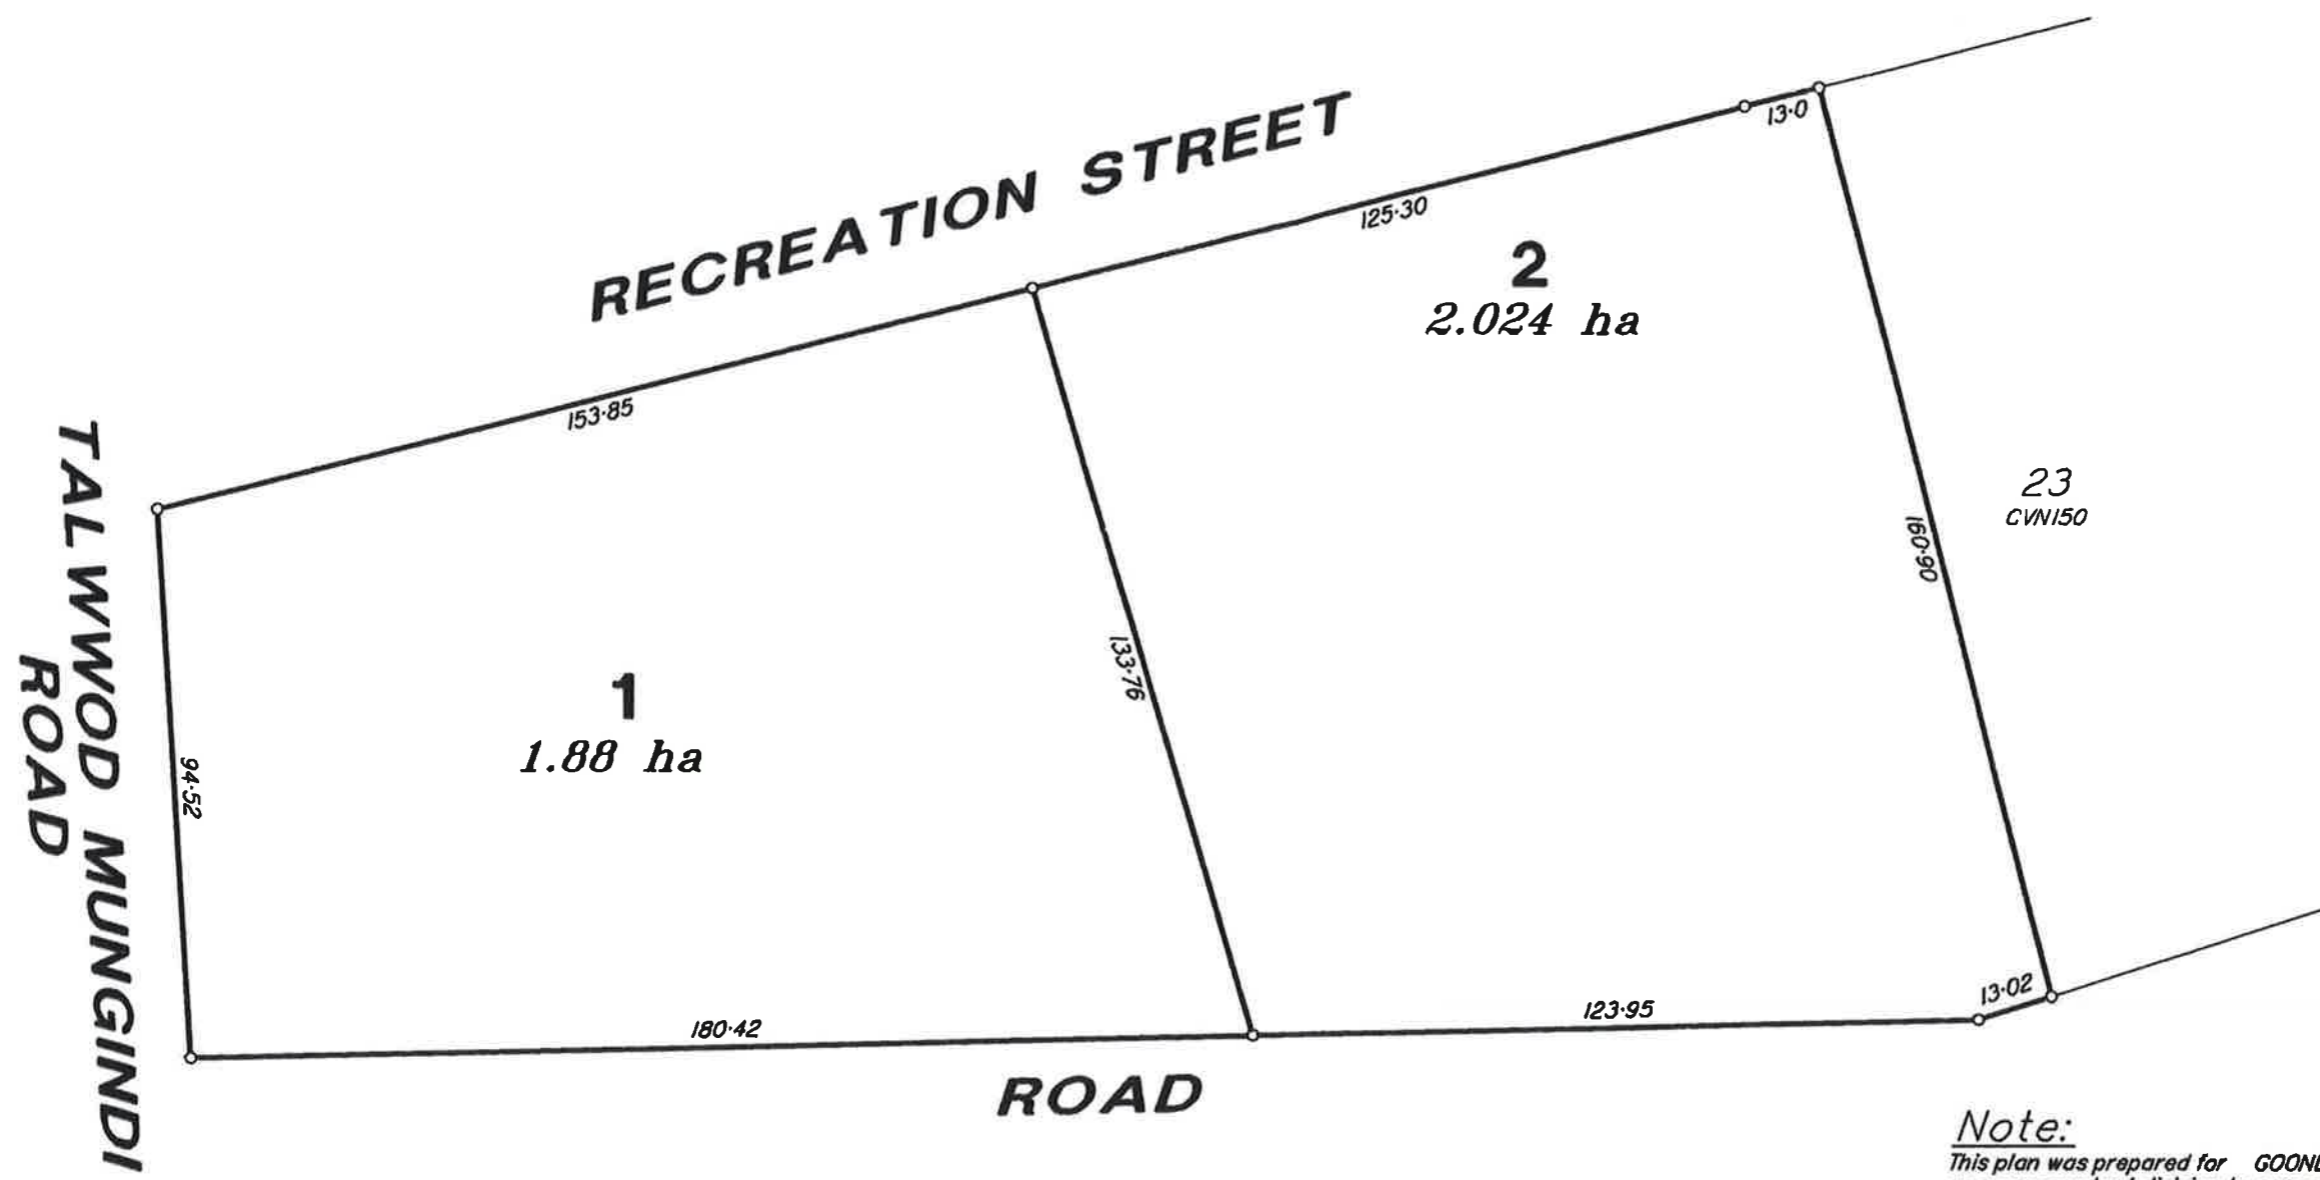 RECREATION STREET
13·0
125·30
2
2.024 ha
153·85
TALWWOD MUNGINDI
ROAD
23
CVN150
160·90
133·76
1
1.88 ha
94·52
13·02
123·95
180·42
ROAD
Note:
This plan was prepared for